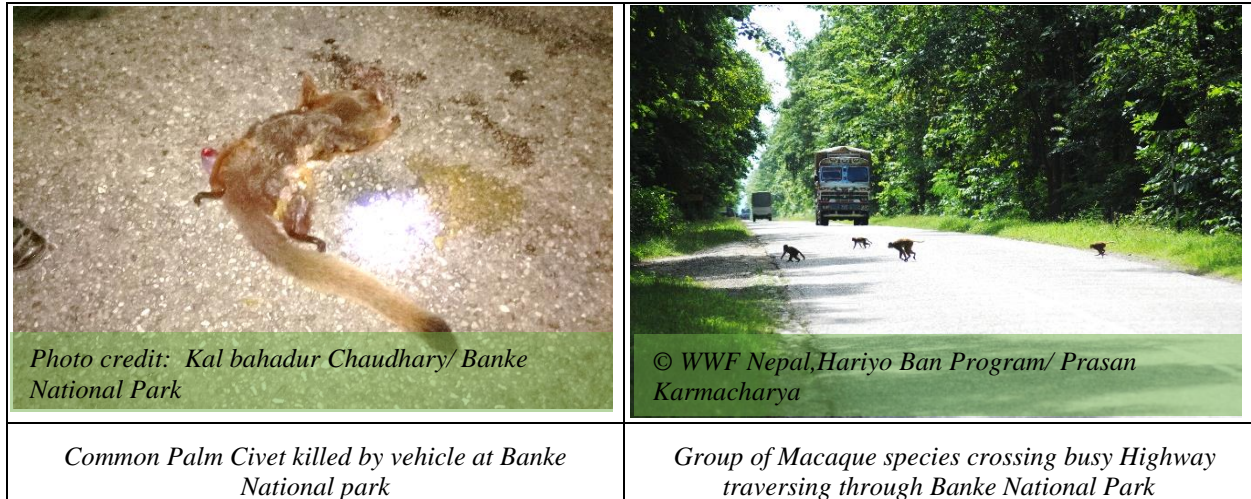 Photo credit: Kal bahadur Chaudhary/ Banke
National Park
© WWF Nepal,Hariyo Ban Program/ Prasan
Karmacharya
Common Palm Civet killed by vehicle at Banke
National park
Group of Macaque species crossing busy Highway
traversing through Banke National Park